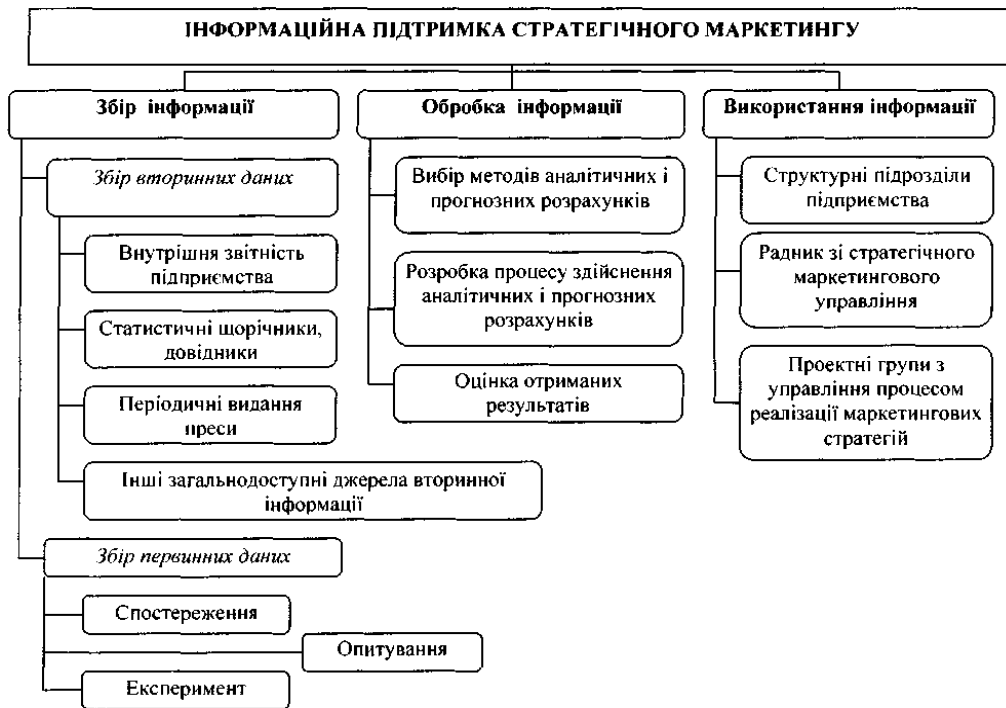 ІНФОРМАЦІЙНА ПІДТРИМКА СТРАТЕГІЧНОГО МАРКЕТИНГУ
Збір інформації
Збір вторинних даних
Внутрішня звітність
підприємства
Статистичні щорічники,
довідники
Періодичні видання
преси
Інші загальнодоступні джерела вторинної
інформації
Збір первинних даних
Спостереження
Опитування
Експеримент
Обробка інформації
Вибір методів аналітичних і
прогнозних розрахунків
Розробка процесу здійснення
аналітичних і прогнозних
розрахунків
Оцінка отриманих
результатів
Використання інформації
Структурні підрозділи
підприємства
Радник зі стратегічного
маркетингового
управління
Проектні групи з
управління процесом
реалізації маркетингових
стратегій